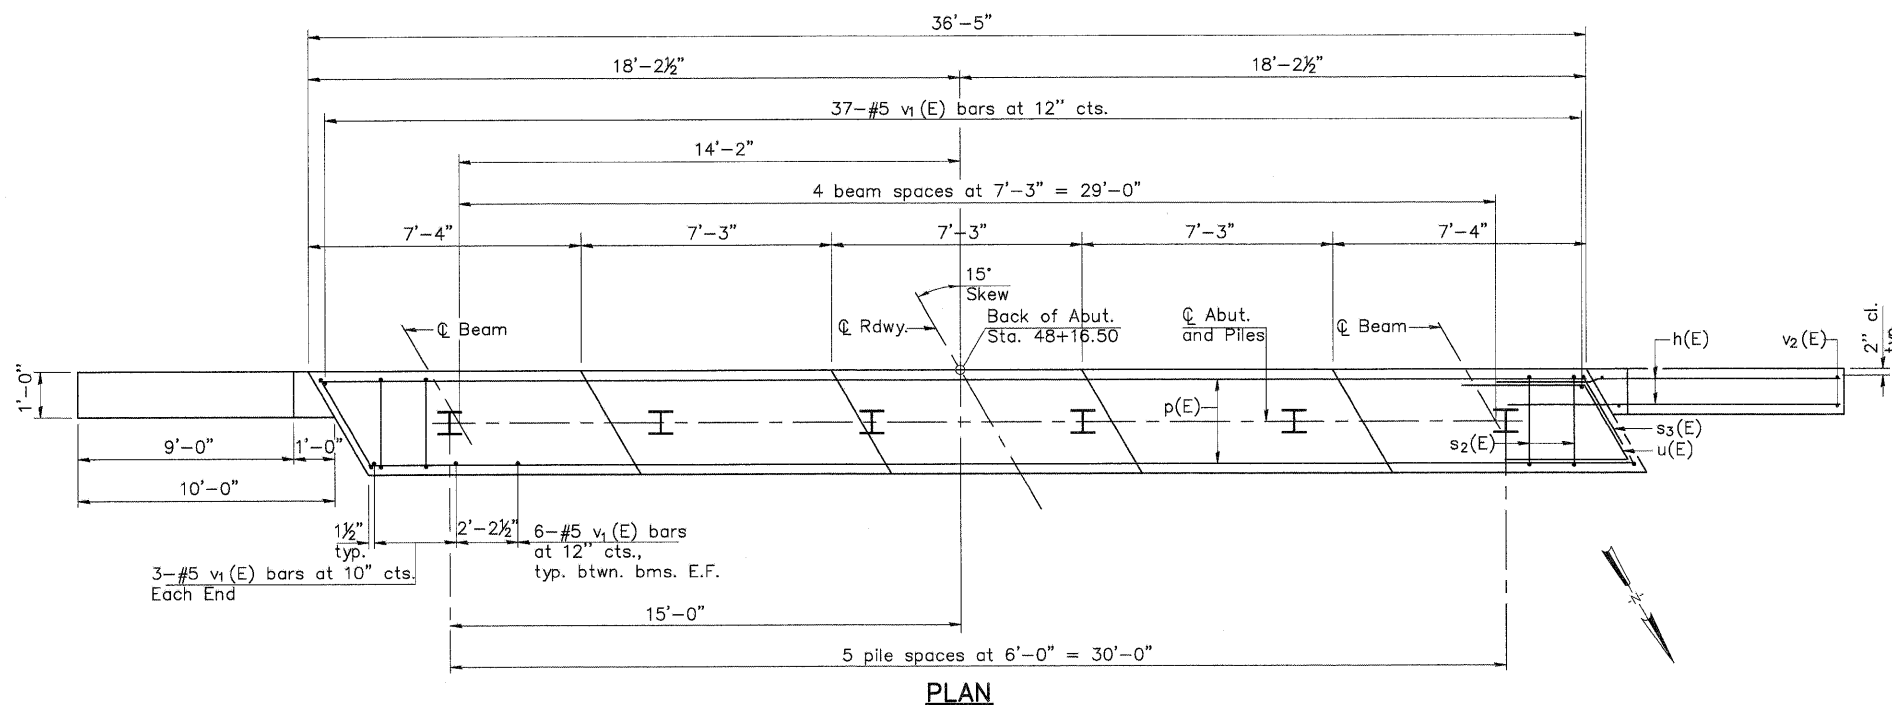 36'-5"
18'-2½"
18'-2½"
37-#5 v₁(E) bars at 12" cts.
14'-2"
4 beam spaces at 7'-3" = 29'-0"
7'-4"
7'-3"
7'-3"
7'-3"
7'-4"
15°
Skew
℄ Beam
℄ Rdwy.
Back of Abut.
Sta. 48+16.50
℄ Abut.
and Piles
℄ Beam
h(E)
v₂(E)
2" cl.
typ
1'-0"
p(E)
s₂(E)
s₃(E)
u(E)
9'-0"
1'-0"
10'-0"
1½"
typ.
2'-2½"
6-#5 v₁(E) bars
at 12" cts.,
typ. btwn. bms. E.F.
3-#5 v₁(E) bars at 10" cts.
Each End
15'-0"
N
5 pile spaces at 6'-0" = 30'-0"
PLAN